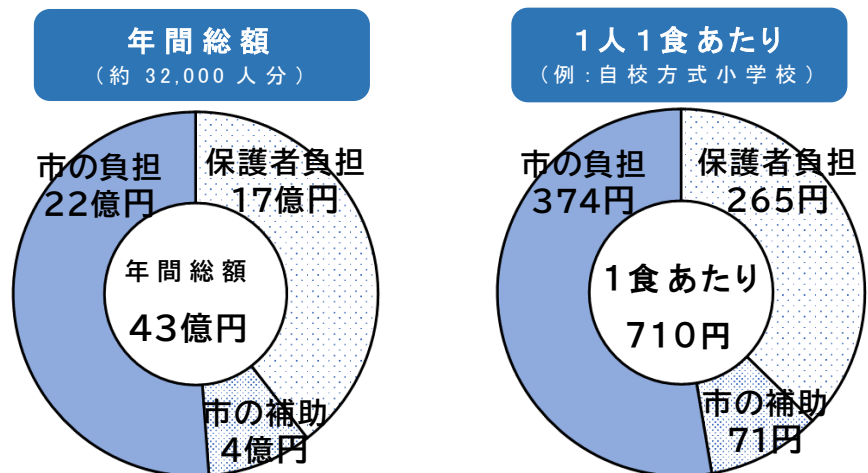 年間総額
（約 32,000 人分）
市の負担
22億円
保護者負担
17億円
年間総額
43億円
市の補助
4億円
1人1食あたり
（例：自校方式小学校）
市の負担
374円
保護者負担
265円
1食あたり
710円
市の補助
71円